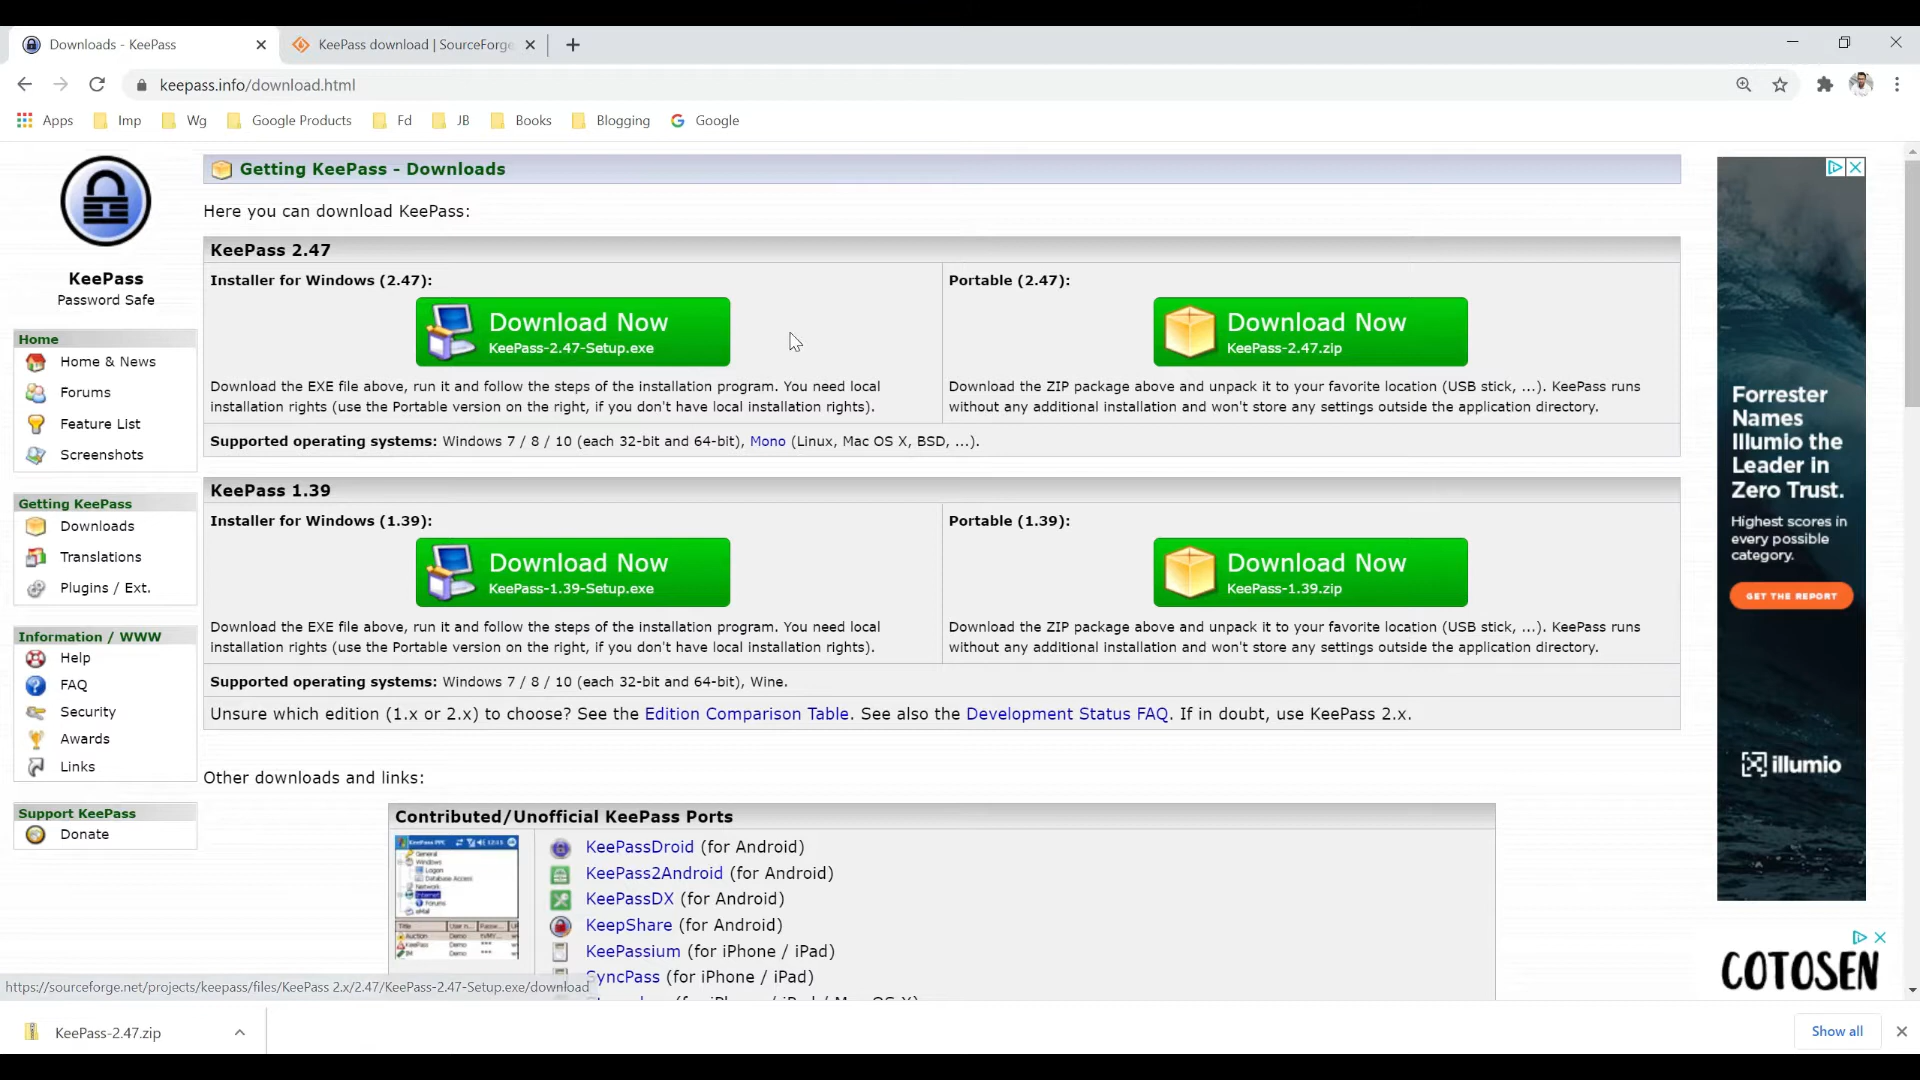 Downloads - KeePass
KeePass download | SourceForge
keepass.info/download.html
Apps Imp Wg Google Products Fd JB Books Blogging Google
KeePass
Password Safe
Home
Home & News
Forums
Feature List
Screenshots
Getting KeePass
Downloads
Translations
Plugins / Ext.
Information / WWW
Help
FAQ
Security
Awards
Links
Support KeePass
Donate
Getting KeePass - Downloads
Here you can download KeePass:
KeePass 2.47
Installer for Windows (2.47):
Download Now
KeePass-2.47-Setup.exe
Download the EXE file above, run it and follow the steps of the installation program. You need local
installation rights (use the Portable version on the right, if you don't have local installation rights).
Portable (2.47):
Download Now
KeePass-2.47.zip
Download the ZIP package above and unpack it to your favorite location (USB stick, ...). KeePass runs
without any additional installation and won't store any settings outside the application directory.
Supported operating systems: Windows 7 / 8 / 10 (each 32-bit and 64-bit), Mono (Linux, Mac OS X, BSD, ...).
KeePass 1.39
Installer for Windows (1.39):
Download Now
KeePass-1.39-Setup.exe
Download the EXE file above, run it and follow the steps of the installation program. You need local
installation rights (use the Portable version on the right, if you don't have local installation rights).
Portable (1.39):
Download Now
KeePass-1.39.zip
Download the ZIP package above and unpack it to your favorite location (USB stick, ...). KeePass runs
without any additional installation and won't store any settings outside the application directory.
Supported operating systems: Windows 7 / 8 / 10 (each 32-bit and 64-bit), Wine.
Unsure which edition (1.x or 2.x) to choose? See the Edition Comparison Table. See also the Development Status FAQ. If in doubt, use KeePass 2.x.
Other downloads and links:
Contributed/Unofficial KeePass Ports
KeePassDroid (for Android)
KeePass2Android (for Android)
KeePassDX (for Android)
KeepShare (for Android)
KeePassium (for iPhone / iPad)
SyncPass (for iPhone / iPad)
Forrester
Names
Illumio the
Leader in
Zero Trust.
Highest scores in
every possible
category.
GET THE REPORT
illumio
COTOSEN
https://sourceforge.net/projects/keepass/files/KeePass 2.x/2.47/KeePass-2.47-Setup.exe/download
KeePass-2.47.zip
Show all